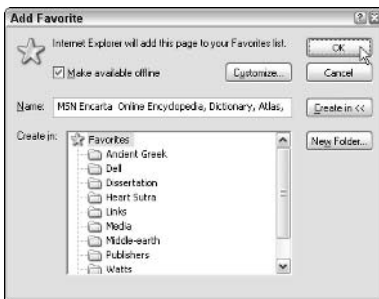 Add Favorite
Internet Explorer will add this page to your Favorites list.
OK
Make available offline
Customize...
Cancel
Name:
MSN Encarta Online Encyclopedia, Dictionary, Atlas,
Create in <<
Create in:
Favorites
New Folder...
Ancient Greek
Dell
Dissertation
Heart Sutra
Links
Media
Middle-earth
Publishers
Watts